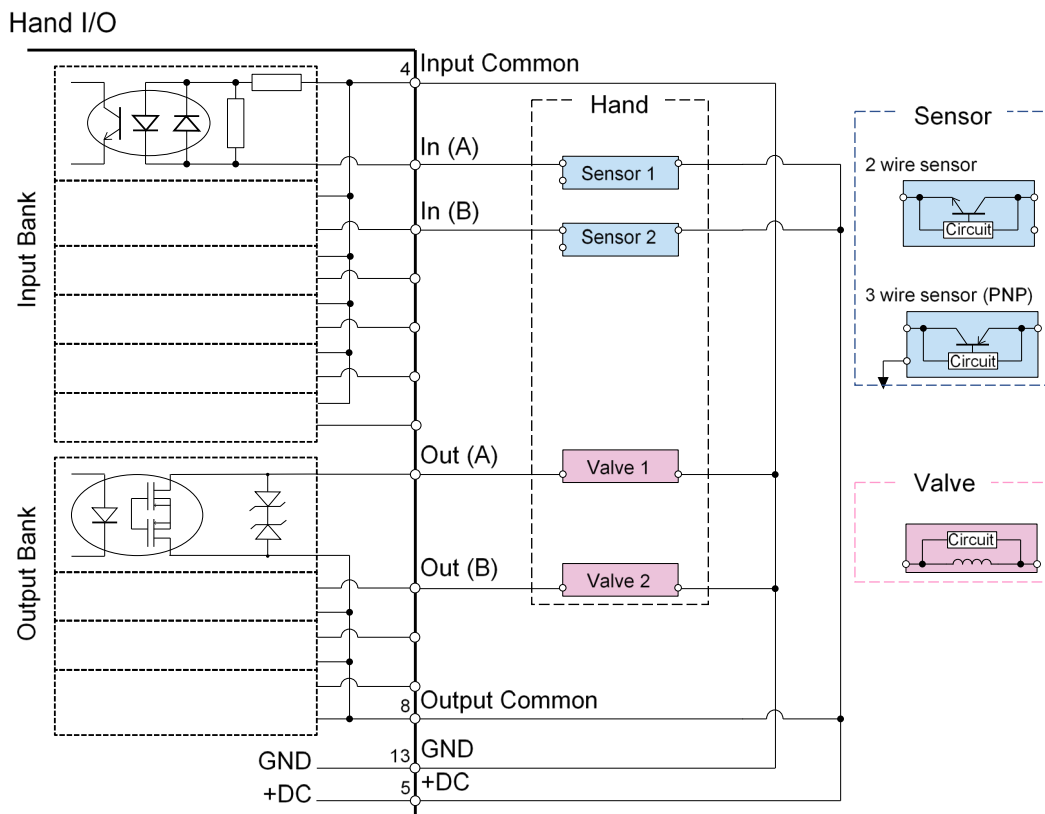 Hand I/O
4
Input Common
Hand
Sensor
In (A)
Sensor 1
2 wire sensor
Circuit
In (B)
Sensor 2
Input Bank
3 wire sensor (PNP)
Circuit
Out (A)
Valve 1
Valve
Circuit
Out (B)
Valve 2
Output Bank
8
Output Common
GND
13
GND
+DC
5
+DC